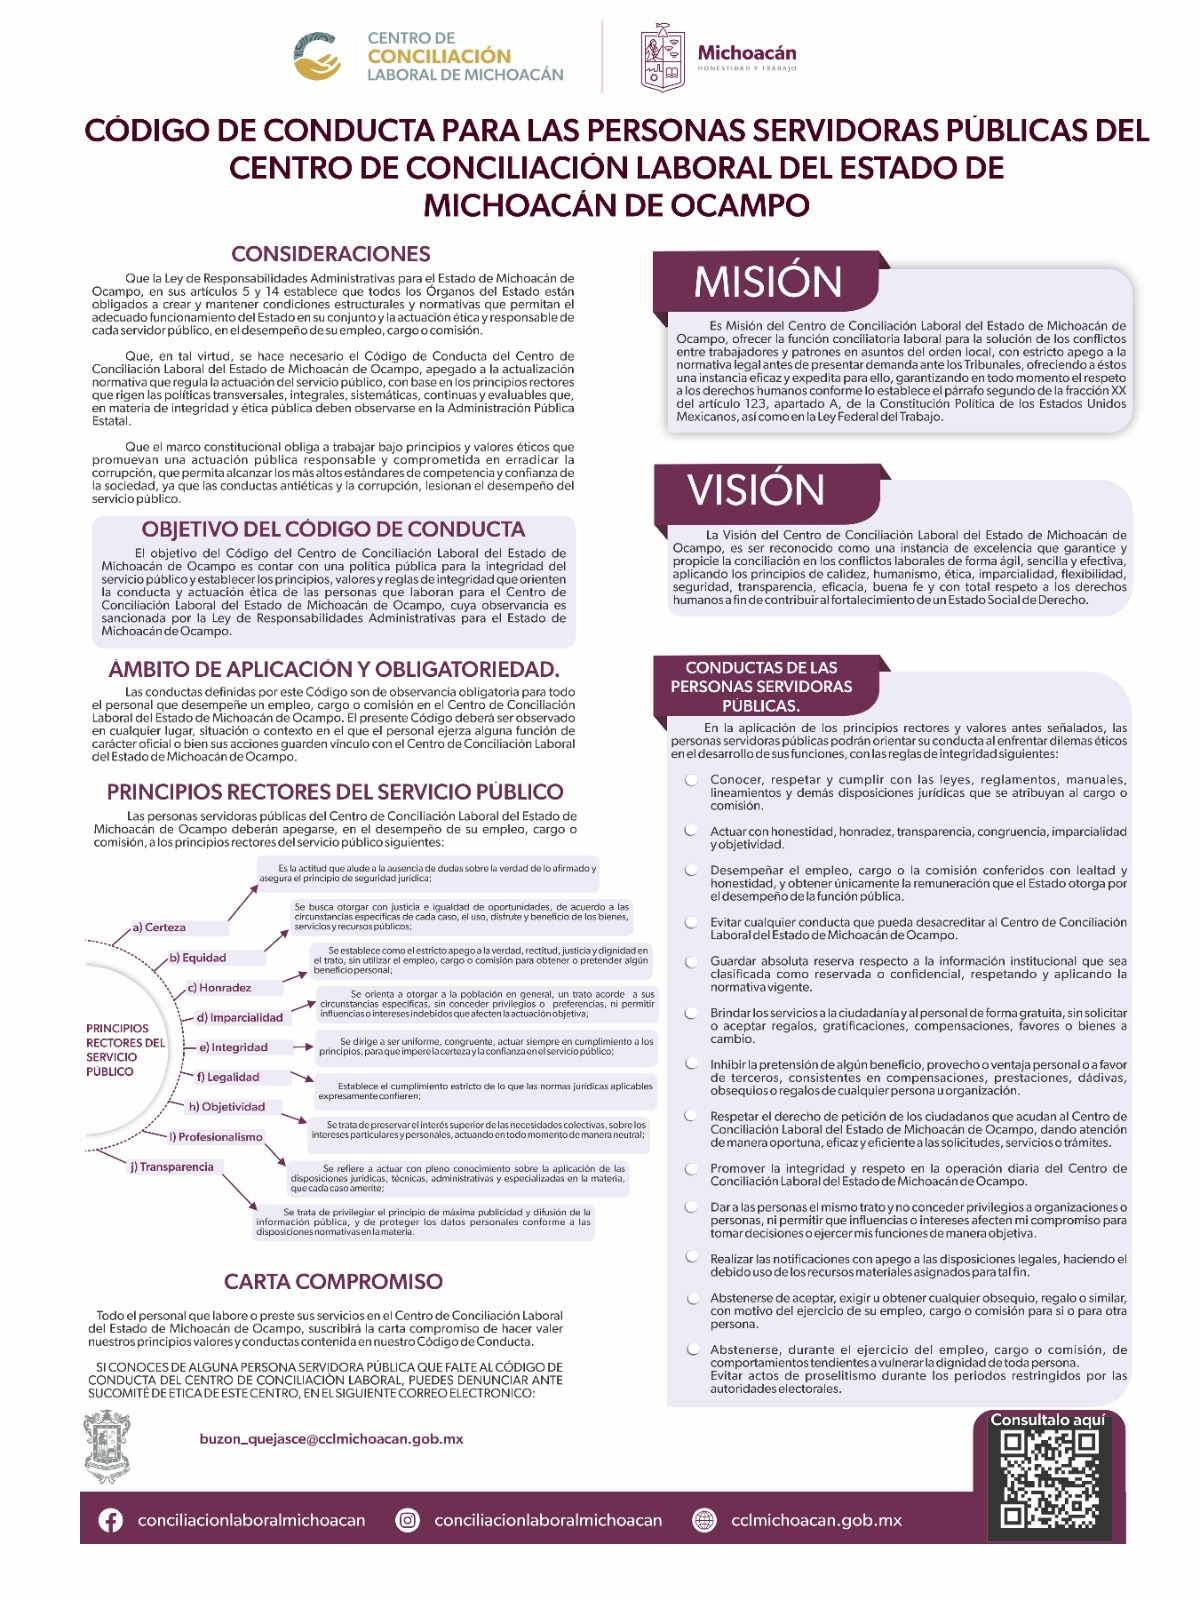 CENTRO DE
CONCILIACIÓN
LABORAL DE MICHOACÁN
Michoacán
HONESTIDAD Y TRABAJO
CÓDIGO DE CONDUCTA PARA LAS PERSONAS SERVIDORAS PÚBLICAS DEL
CENTRO DE CONCILIACIÓN LABORAL DEL ESTADO DE
MICHOACÁN DE OCAMPO
CONSIDERACIONES
Que la Ley de Responsabilidades Administrativas para el Estado de Michoacán de
Ocampo, en sus artículos 5 y 14 establece que todos los Órganos del Estado están
obligados a crear y mantener condiciones estructurales y normativas que permitan el
adecuado funcionamiento del Estado en su conjunto y la actuación ética y responsable de
cada servidor público, en el desempeño de su empleo, cargo o comisión.
Que, en tal virtud, se hace necesario el Código de Conducta del Centro de
Conciliación Laboral del Estado de Michoacán de Ocampo, apegado a la actualización
normativa que regula la actuación del servicio público, con base en los principios rectores
que rigen las políticas transversales, integrales, sistemáticas, continuas y evaluables que,
en materia de integridad y ética pública deben observarse en la Administración Pública
Estatal.
Que el marco constitucional obliga a trabajar bajo principios y valores éticos que
promuevan una actuación pública responsable y comprometida en erradicar la
corrupción, que permita alcanzar los más altos estándares de competencia y confianza de
la sociedad, ya que las conductas antiéticas y la corrupción, lesionan el desempeño del
servicio público.
OBJETIVO DEL CÓDIGO DE CONDUCTA
El objetivo del Código del Centro de Conciliación Laboral del Estado de
Michoacán de Ocampo es contar con una política pública para la integridad del
servicio público y establecer los principios, valores y reglas de integridad que orienten
la conducta y actuación ética de las personas que laboran para el Centro de
Conciliación Laboral del Estado de Michoacán de Ocampo, cuya observancia es
sancionada por la Ley de Responsabilidades Administrativas para el Estado de
Michoacán de Ocampo.
ÁMBITO DE APLICACIÓN Y OBLIGATORIEDAD.
Las conductas definidas por este Código son de observancia obligatoria para todo
el personal que desempeñe un empleo, cargo o comisión en el Centro de Conciliación
Laboral del Estado de Michoacán de Ocampo. El presente Código deberá ser observado
en cualquier lugar, situación o contexto en el que el personal ejerza alguna función de
carácter oficial o bien sus acciones guarden vínculo con el Centro de Conciliación Laboral
del Estado de Michoacán de Ocampo.
PRINCIPIOS RECTORES DEL SERVICIO PÚBLICO
Las personas servidoras públicas del Centro de Conciliación Laboral del Estado de
Michoacán de Ocampo deberán apegarse, en el desempeño de su empleo, cargo o
comisión, a los principios rectores del servicio público siguientes:
PRINCIPIOS
RECTORES DEL
SERVICIO
PÚBLICO
a) Certeza
Es la actitud que alude a la ausencia de dudas sobre la verdad de lo afirmado y
asegura el principio de seguridad jurídica;
b) Equidad
Se busca otorgar con justicia e igualdad de oportunidades, de acuerdo a las
circunstancias específicas de cada caso, el uso, disfrute y beneficio de los bienes,
servicios y recursos públicos;
c) Honradez
Se establece como el estricto apego a la verdad, rectitud, justicia y dignidad en
el trato, sin utilizar el empleo, cargo o comisión para obtener o pretender algún
beneficio personal;
d) Imparcialidad
Se orienta a otorgar a la población en general, un trato acorde a sus
circunstancias específicas, sin conceder privilegios o preferencias, ni permitir
influencias o intereses indebidos que afecten la actuación objetiva;
e) Integridad
Se dirige a ser uniforme, congruente, actuar siempre en cumplimiento a los
principios, para que impere la certeza y la confianza en el servicio público;
f) Legalidad
Establece el cumplimiento estricto de lo que las normas jurídicas aplicables
expresamente confieren;
h) Objetividad
Se trata de preservar el interés superior de las necesidades colectivas, sobre los
intereses particulares y personales, actuando en todo momento de manera neutral;
l) Profesionalismo
Se refiere a actuar con pleno conocimiento sobre la aplicación de las
disposiciones jurídicas, técnicas, administrativas y especializadas en la materia,
que cada caso amerite;
j) Transparencia
Se trata de privilegiar el principio de máxima publicidad y difusión de la
información pública, y de proteger los datos personales conforme a las
disposiciones normativas en la materia.
CARTA COMPROMISO
Todo el personal que labore o preste sus servicios en el Centro de Conciliación Laboral
del Estado de Michoacán de Ocampo, suscribirá la carta compromiso de hacer valer
nuestros principios valores y conductas contenida en nuestro Código de Conducta.
SI CONOCES DE ALGUNA PERSONA SERVIDORA PÚBLICA QUE FALTE AL CÓDIGO DE
CONDUCTA DEL CENTRO DE CONCILIACIÒN LABORAL, PUEDES DENUNCIAR ANTE
SUCOMITÉ DE ETICA DE ESTE CENTRO, EN EL SIGUIENTE CORREO ELECTRONICO:
buzon_quejasce@cclmichoacan.gob.mx
MISIÓN
Es Misión del Centro de Conciliación Laboral del Estado de Michoacán de
Ocampo, ofrecer la función conciliatoria laboral para la solución de los conflictos
entre trabajadores y patrones en asuntos del orden local, con estricto apego a la
normativa legal antes de presentar demanda ante los Tribunales, ofreciendo a éstos
una instancia eficaz y expedita para ello, garantizando en todo momento el respeto
a los derechos humanos conforme lo establece el párrafo segundo de la fracción XX
del artículo 123, apartado A, de la Constitución Política de los Estados Unidos
Mexicanos, así como en la Ley Federal del Trabajo.
VISIÓN
La Visión del Centro de Conciliación Laboral del Estado de Michoacán de
Ocampo, es ser reconocido como una instancia de excelencia que garantice y
propicie la conciliación en los conflictos laborales de forma ágil, sencilla y efectiva,
aplicando los principios de calidez, humanismo, ética, imparcialidad, flexibilidad,
seguridad, transparencia, eficacia, buena fe y con total respeto a los derechos
humanos a fin de contribuir al fortalecimiento de un Estado Social de Derecho.
CONDUCTAS DE LAS
PERSONAS SERVIDORAS
PÚBLICAS.
En la aplicación de los principios rectores y valores antes señalados, las
personas servidoras públicas podrán orientar su conducta al enfrentar dilemas éticos
en el desarrollo de sus funciones, con las reglas de integridad siguientes:
Conocer, respetar y cumplir con las leyes, reglamentos, manuales,
lineamientos y demás disposiciones jurídicas que se atribuyan al cargo o
comisión.
Actuar con honestidad, honradez, transparencia, congruencia, imparcialidad
y objetividad.
Desempeñar el empleo, cargo o la comisión conferidos con lealtad y
honestidad, y obtener únicamente la remuneración que el Estado otorga por
el desempeño de la función pública.
Evitar cualquier conducta que pueda desacreditar al Centro de Conciliación
Laboral del Estado de Michoacán de Ocampo.
Guardar absoluta reserva respecto a la información institucional que sea
clasificada como reservada o confidencial, respetando y aplicando la
normativa vigente.
Brindar los servicios a la ciudadanía y al personal de forma gratuita, sin solicitar
o aceptar regalos, gratificaciones, compensaciones, favores o bienes a
cambio.
Inhibir la pretensión de algún beneficio, provecho o ventaja personal o a favor
de terceros, consistentes en compensaciones, prestaciones, dádivas,
obsequios o regalos de cualquier persona u organización.
Respetar el derecho de petición de los ciudadanos que acudan al Centro de
Conciliación Laboral del Estado de Michoacán de Ocampo, dando atención
de manera oportuna, eficaz y eficiente a las solicitudes, servicios o trámites.
Promover la integridad y respeto en la operación diaria del Centro de
Conciliación Laboral del Estado de Michoacán de Ocampo.
Dar a las personas el mismo trato y no conceder privilegios a organizaciones o
personas, ni permitir que influencias o intereses afecten mi compromiso para
tomar decisiones o ejercer mis funciones de manera objetiva.
Realizar las notificaciones con apego a las disposiciones legales, haciendo el
debido uso de los recursos materiales asignados para tal fin.
Abstenerse de aceptar, exigir u obtener cualquier obsequio, regalo o similar,
con motivo del ejercicio de su empleo, cargo o comisión para si o para otra
persona.
Abstenerse, durante el ejercicio del empleo, cargo o comisión, de
comportamientos tendientes a vulnerar la dignidad de toda persona.
Evitar actos de proselitismo durante los periodos restringidos por las
autoridades electorales.
Consultalo aquí
conciliacionlaboralmichoacan
conciliacionlaboralmichoacan
cclmichoacan.gob.mx